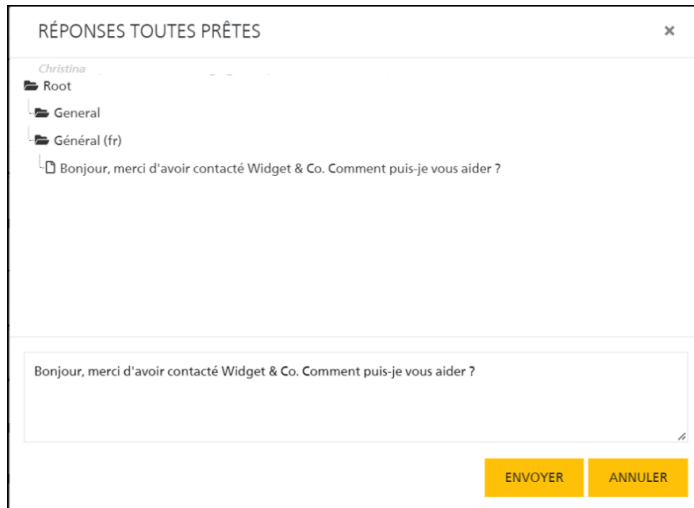 RÉPONSES TOUTES PRÊTES
Christina
Root
General
Général (fr)
Bonjour, merci d'avoir contacté Widget & Co. Comment puis-je vous aider ?
Bonjour, merci d'avoir contacté Widget & Co. Comment puis-je vous aider ?
ENVOYER ANNULER